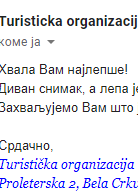 Turisticka organizacij
коме ја
Хвала Вам најлепше!
Диван снимак, а лепа је
Захваљујемо Вам што ј
Срдачно,
Turistička organizacija
Proleterska 2, Bela Crkv